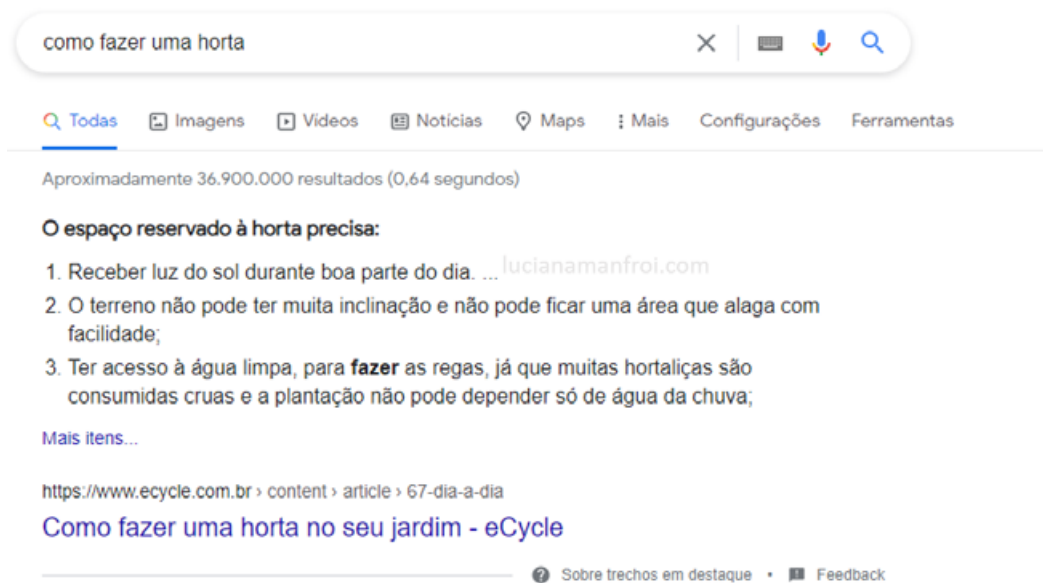 como fazer uma horta
Todas Imagens Vídeos Notícias Maps Mais Configurações Ferramentas
Aproximadamente 36.900.000 resultados (0,64 segundos)
O espaço reservado à horta precisa:
1. Receber luz do sol durante boa parte do dia. ... lucianamanfroi.com
2. O terreno não pode ter muita inclinação e não pode ficar uma área que alaga com
facilidade;
3. Ter acesso à água limpa, para fazer as regas, já que muitas hortaliças são
consumidas cruas e a plantação não pode depender só de água da chuva;
Mais itens...
https://www.ecycle.com.br › content › article › 67-dia-a-dia
Como fazer uma horta no seu jardim - eCycle
Sobre trechos em destaque • Feedback